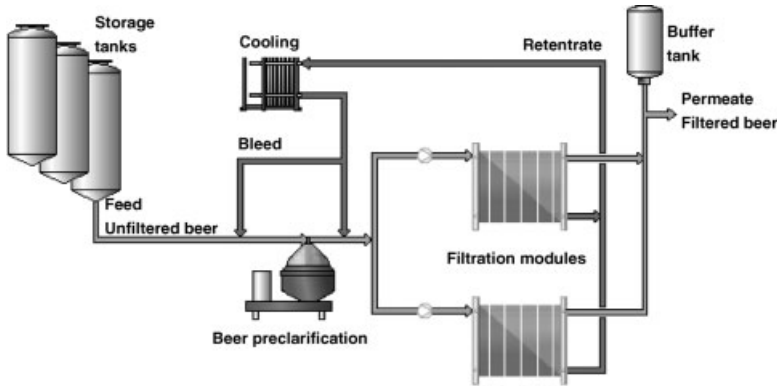 Storage
tanks
Cooling
Retentrate
Buffer
tank
Permeate
Filtered beer
Bleed
Feed
Unfiltered beer
Filtration modules
Beer preclarification